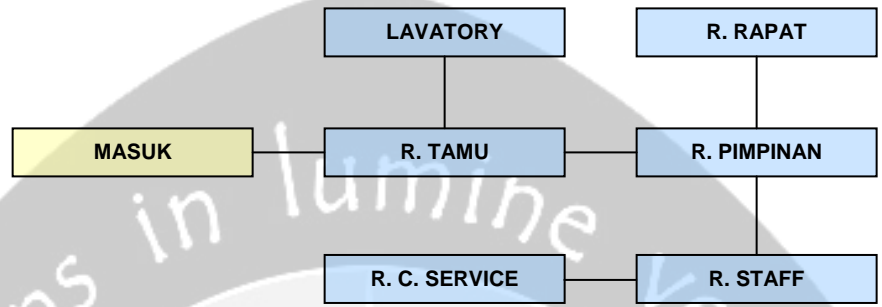 LAVATORY
R. RAPAT
MASUK
R. TAMU
R. PIMPINAN
in lumine
R. C. SERVICE
R. STAFF